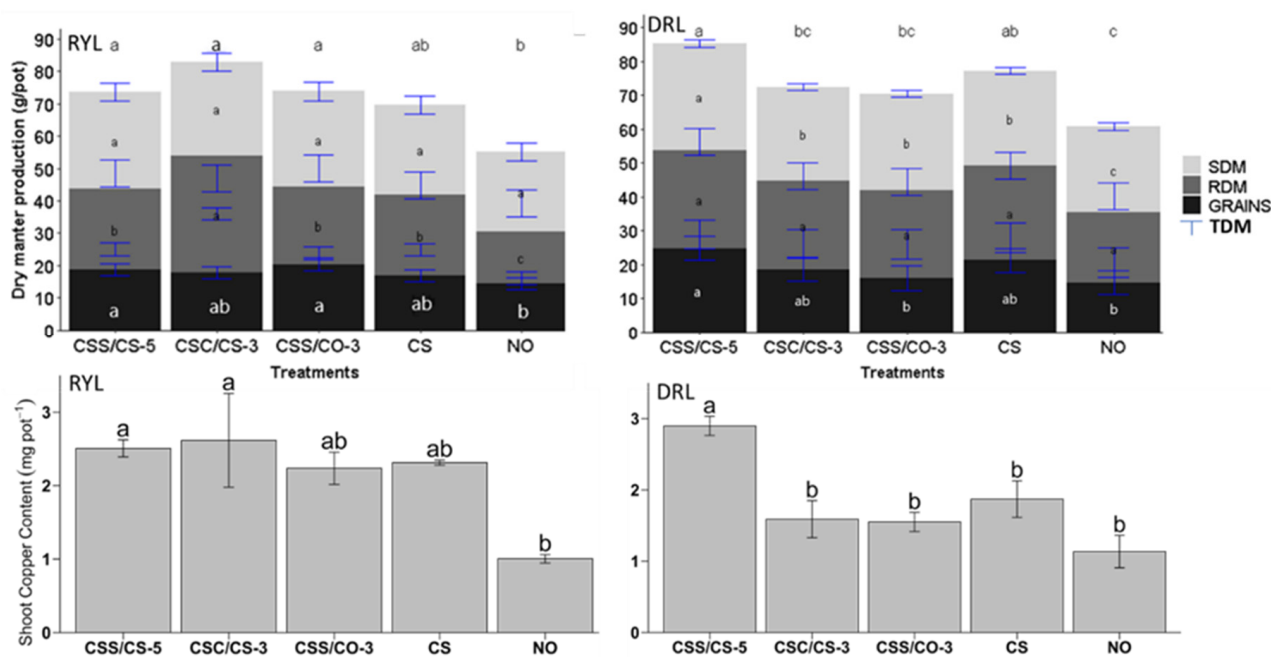 RYL
Dry manter production (g/pot)
90
80
70
60
50
40
30
20
10
0
a a a ab b
a a a a a
b a b b c
a ab a ab b
CSS/CS-5 CSC/CS-3 CSS/CO-3 CS NO
Treatments
DRL
90
80
70
60
50
40
30
20
10
0
a bc bc ab c
a b b b c
a a a a a
a ab b ab b
CSS/CS-5 CSC/CS-3 CSS/CO-3 CS NO
Treatments
SDM
RDM
GRAINS
TDM
RYL
Shoot Copper Content (mg pot⁻¹)
3
2
1
0
a a ab ab b
CSS/CS-5 CSC/CS-3 CSS/CO-3 CS NO
DRL
3
2
1
0
a b b b b
CSS/CS-5 CSC/CS-3 CSS/CO-3 CS NO